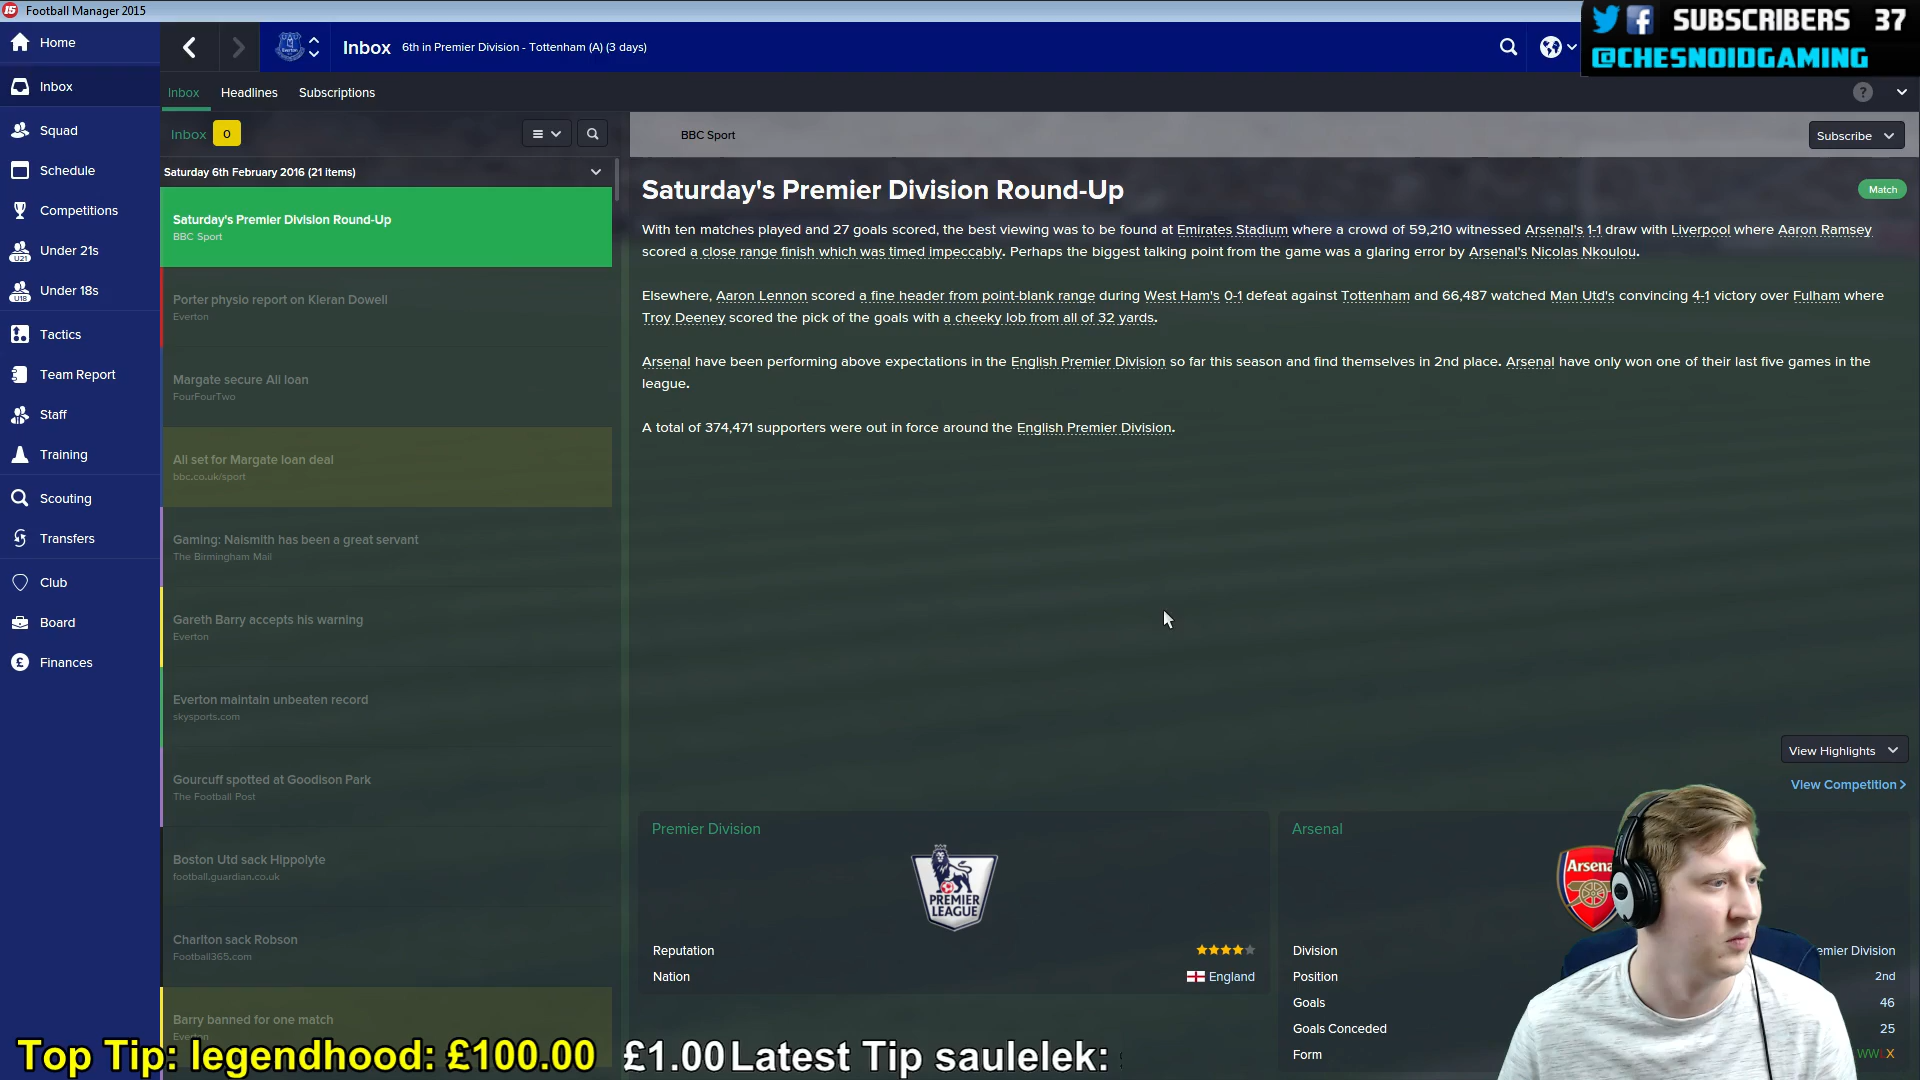 Football Manager 2015
SUBSCRIBERS 37
@CHESNOIDGAMING
Home
Inbox
Squad
Schedule
Competitions
Under 21s
Under 18s
Tactics
Team Report
Staff
Training
Scouting
Transfers
Club
Board
Finances
Inbox 6th in Premier Division - Tottenham (A) (3 days)
Inbox Headlines Subscriptions
Inbox 0
Saturday 6th February 2016 (21 items)
Saturday's Premier Division Round-Up
BBC Sport
Porter physio report on Kieran Dowell
Everton
Margate secure All loan
FourFourTwo
All set for Margate loan deal
bbc.co.uk/sport
Gaming: Naismith has been a great servant
The Birmingham Mail
Gareth Barry accepts his warning
Everton
Everton maintain unbeaten record
skysports.com
Gourcuff spotted at Goodison Park
The Football Post
Boston Utd sack Hippolyte
football.guardian.co.uk
Charlton sack Robson
Football365.com
Barry banned for one match
BBC Sport
Subscribe
Saturday's Premier Division Round-Up
Match
With ten matches played and 27 goals scored, the best viewing was to be found at Emirates Stadium where a crowd of 59,210 witnessed Arsenal's 1-1 draw with Liverpool where Aaron Ramsey
scored a close range finish which was timed impeccably. Perhaps the biggest talking point from the game was a glaring error by Arsenal's Nicolas Nkoulou.
Elsewhere, Aaron Lennon scored a fine header from point-blank range during West Ham's 0-1 defeat against Tottenham and 66,487 watched Man Utd's convincing 4-1 victory over Fulham where
Troy Deeney scored the pick of the goals with a cheeky lob from all of 32 yards.
Arsenal have been performing above expectations in the English Premier Division so far this season and find themselves in 2nd place. Arsenal have only won one of their last five games in the
league.
A total of 374,471 supporters were out in force around the English Premier Division.
View Highlights
View Competition >
Premier Division
PREMIER
LEAGUE
Reputation
Nation England
Arsenal
Arsena
Division emier Division
Position 2nd
Goals 46
Goals Conceded 25
Form WWLX
Top Tip: legendhood: £100.00 £1.00 Latest Tip saulelek: